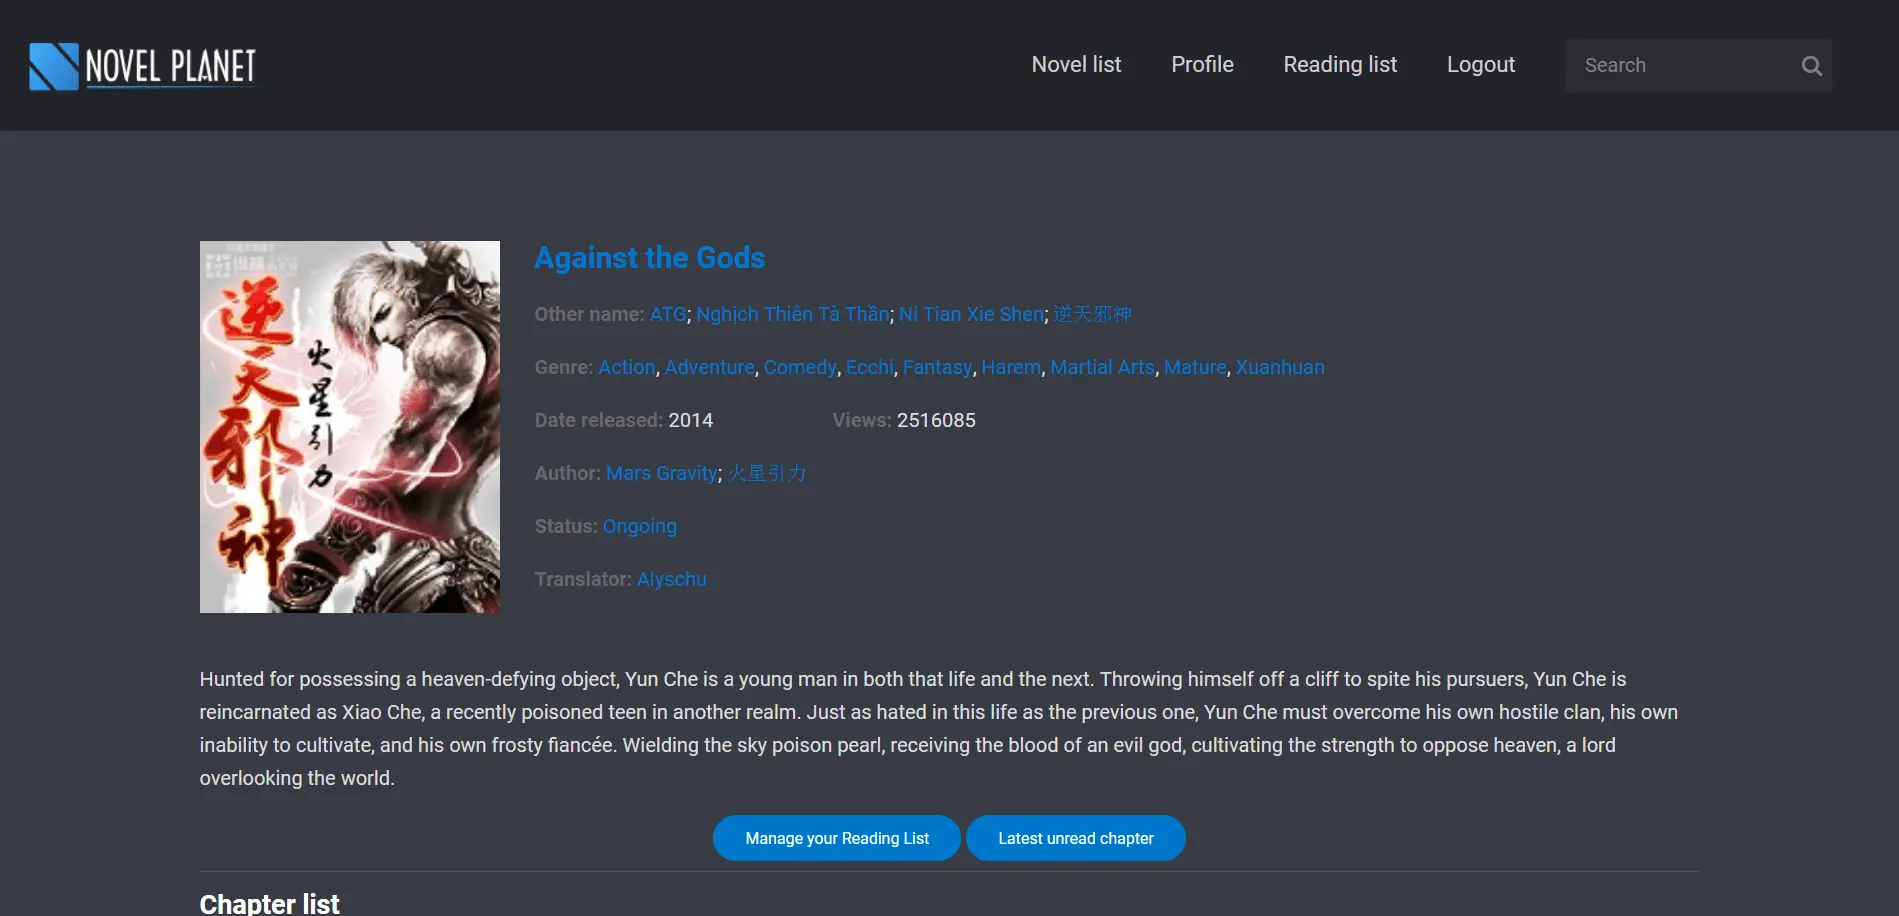 NOVEL PLANET
Novel list
Profile
Reading list
Logout
Search
逆天邪神
火星引力
Against the Gods
Other name: ATG; Nghịch Thiên Tà Thần; Ni Tian Xie Shen; 逆天邪神
Genre: Action, Adventure, Comedy, Ecchi, Fantasy, Harem, Martial Arts, Mature, Xuanhuan
Date released: 2014 Views: 2516085
Author: Mars Gravity; 火星引力
Status: Ongoing
Translator: Alyschu
Hunted for possessing a heaven-defying object, Yun Che is a young man in both that life and the next. Throwing himself off a cliff to spite his pursuers, Yun Che is
reincarnated as Xiao Che, a recently poisoned teen in another realm. Just as hated in this life as the previous one, Yun Che must overcome his own hostile clan, his own
inability to cultivate, and his own frosty fiancée. Wielding the sky poison pearl, receiving the blood of an evil god, cultivating the strength to oppose heaven, a lord
overlooking the world.
Manage your Reading List
Latest unread chapter
Chapter list